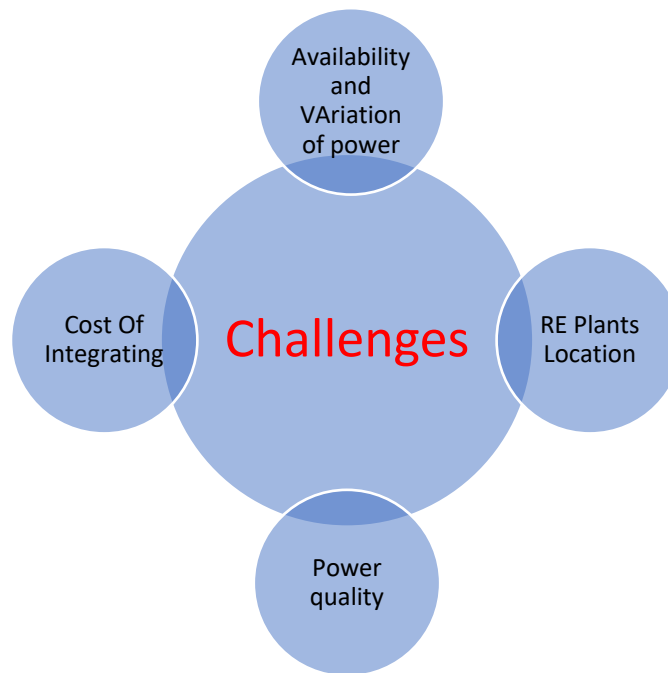 Availability
and
VAriation
of power
Cost Of
Integrating
Challenges
RE Plants
Location
Power
quality